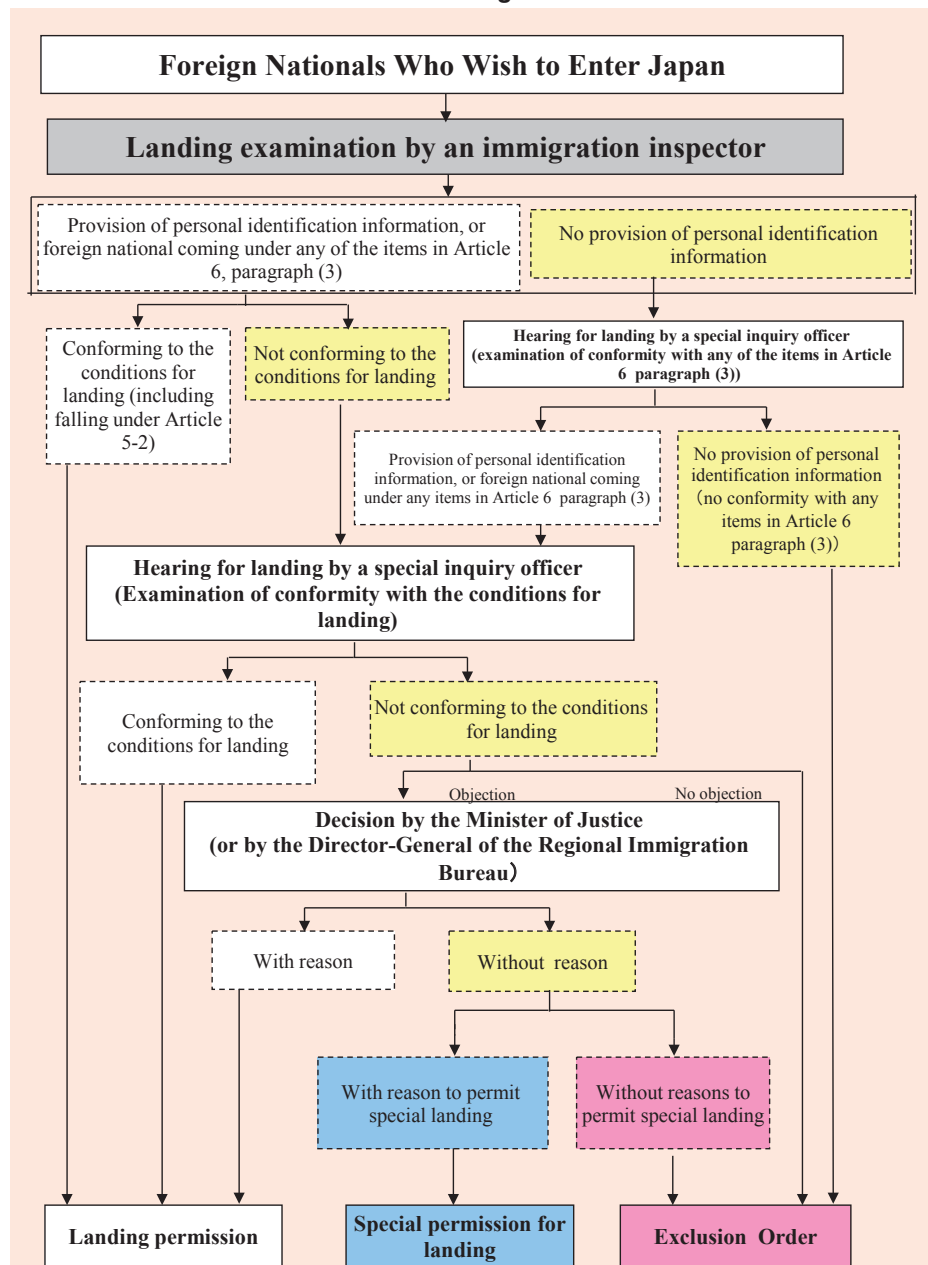 Foreign Nationals Who Wish to Enter Japan
Landing examination by an immigration inspector
Provision of personal identification information, or
foreign national coming under any of the items in Article
6, paragraph (3)
No provision of personal identification
information
Conforming to the
conditions for
landing (including
falling under Article
5-2)
Not conforming to the
conditions for landing
Hearing for landing by a special inquiry officer
(examination of conformity with any of the items in Article
6 paragraph (3))
Provision of personal identification
information, or foreign national coming
under any items in Article 6 paragraph (3)
No provision of personal
identification information
（no conformity with any
items in Article 6
paragraph (3)）
Hearing for landing by a special inquiry officer
(Examination of conformity with the conditions for
landing)
Conforming to the
conditions for landing
Not conforming to the conditions
for landing
Objection
No objection
Decision by the Minister of Justice
(or by the Director-General of the Regional Immigration
Bureau）
With reason
Without reason
With reason to permit
special landing
Without reasons to
permit special landing
Landing permission
Special permission for
landing
Exclusion Order